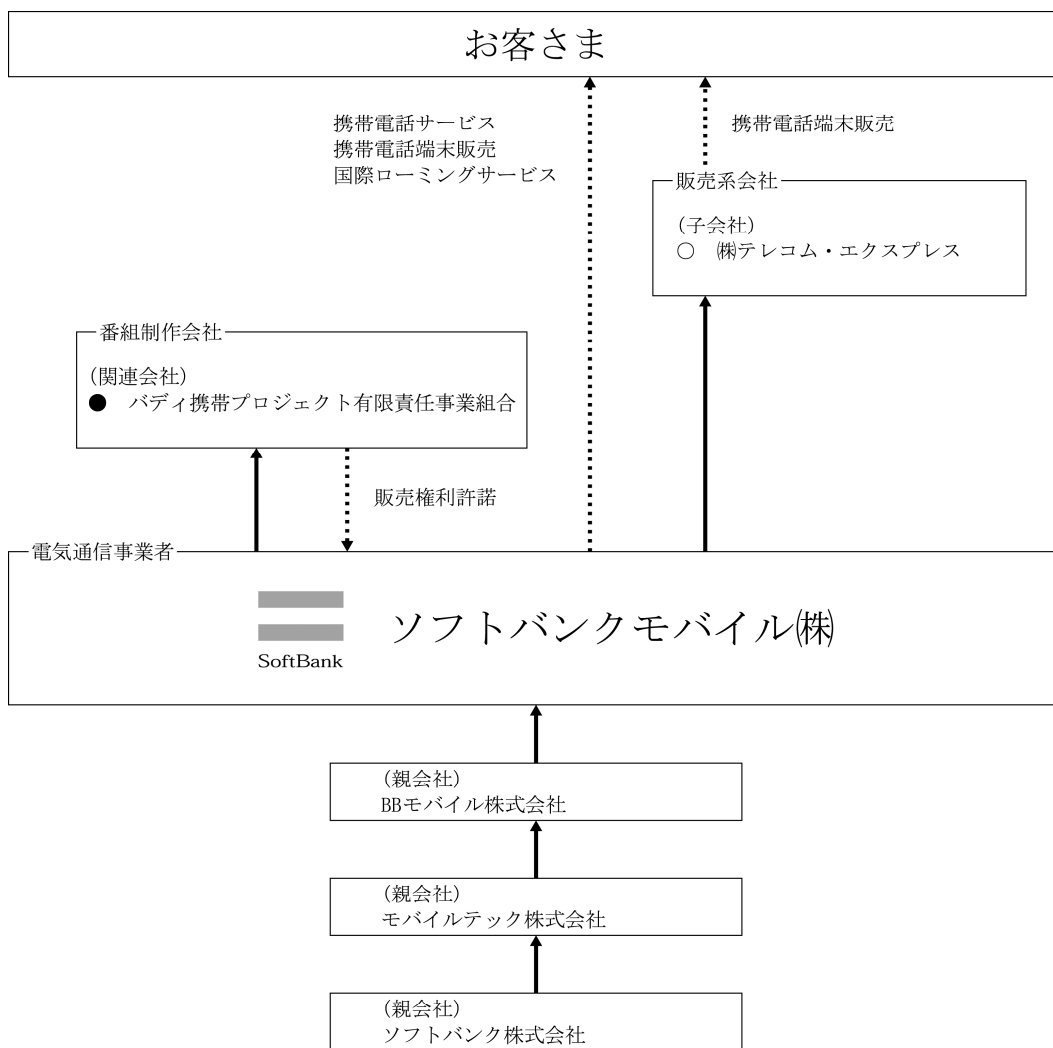 お客さま
携帯電話サービス
携帯電話端末販売
国際ローミングサービス
携帯電話端末販売
販売系会社
(子会社)
○ ㈱テレコム・エクスプレス
番組制作会社
(関連会社)
● バディ携帯プロジェクト有限責任事業組合
販売権利許諾
電気通信事業者
SoftBank
ソフトバンクモバイル㈱
(親会社)
BBモバイル株式会社
(親会社)
モバイルテック株式会社
(親会社)
ソフトバンク株式会社